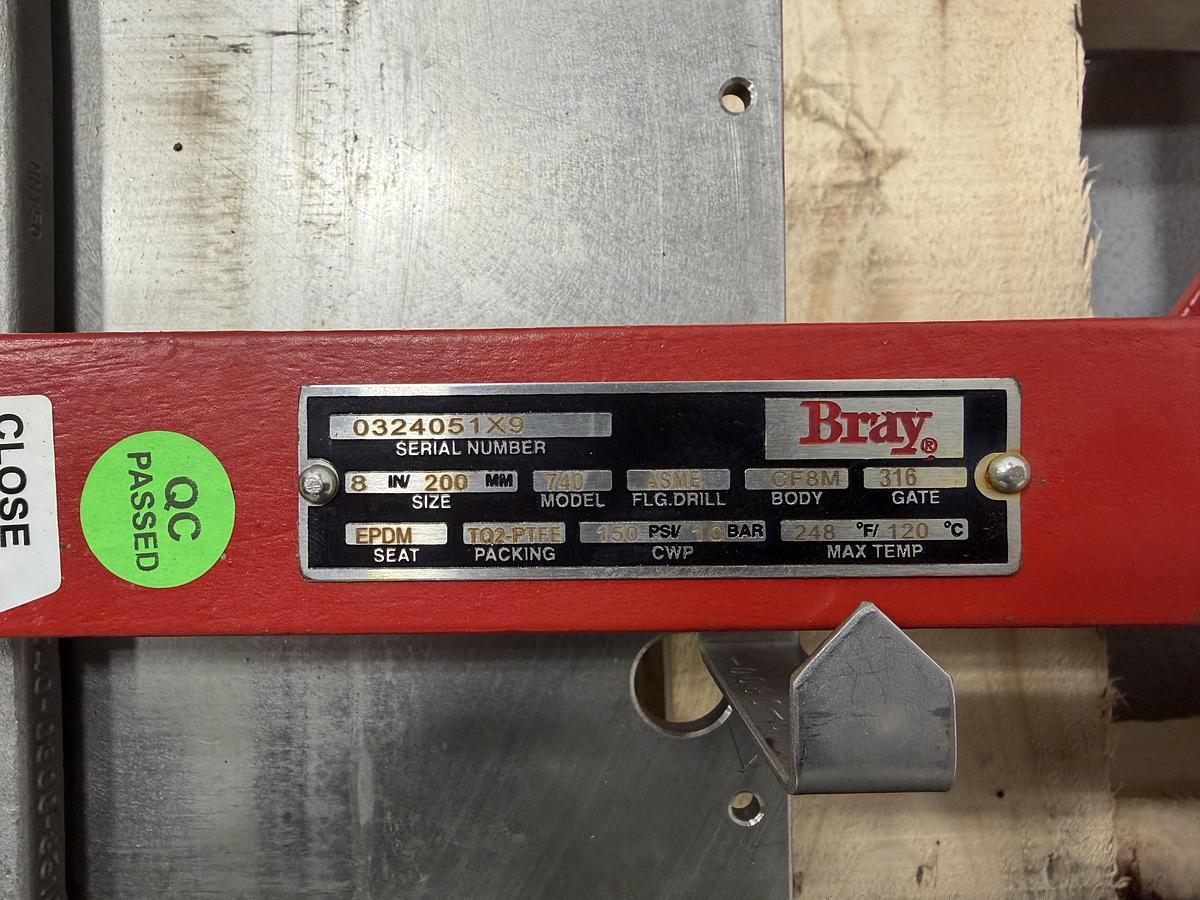 0324051X9
SERIAL NUMBER
Bray®
8 IN/ 200 MM
SIZE
740
MODEL
ASME
FLG.DRILL
CF8M
BODY
316
GATE
EPDM
SEAT
TQ2-PTFE
PACKING
150 PSI/ 10 BAR
CWP
248 °F/ 120 °C
MAX TEMP
QC
PASSED
CLOSE